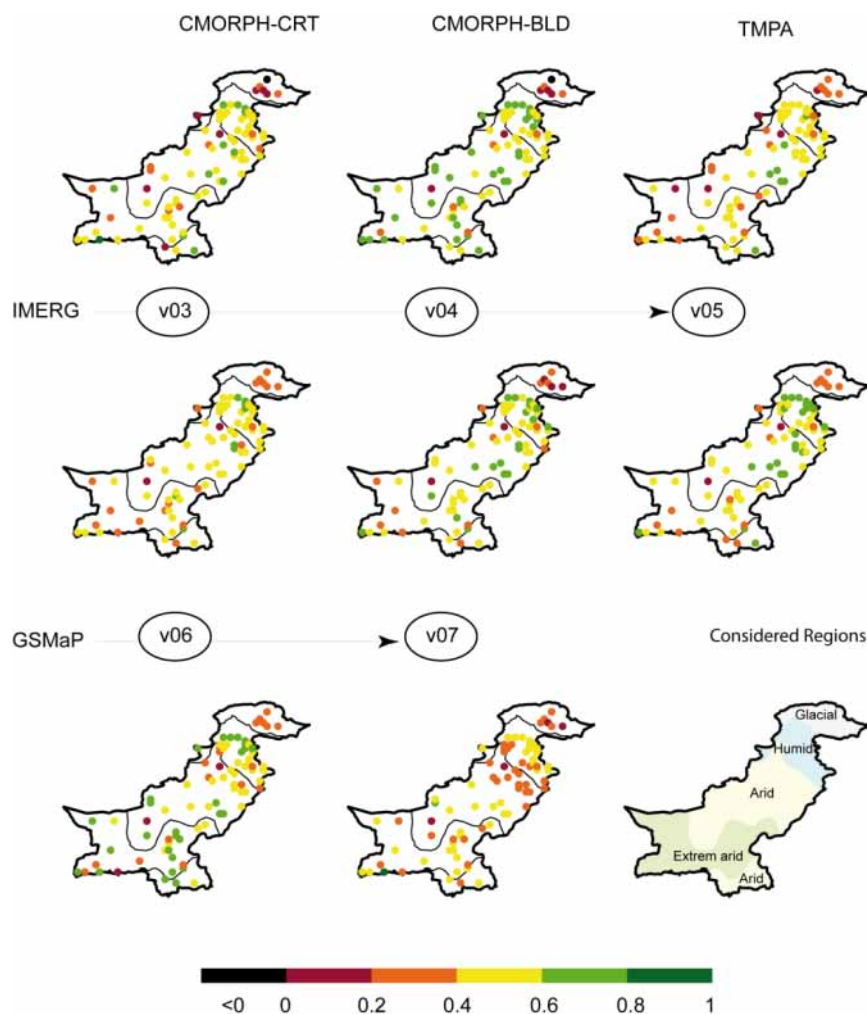 CMORPH-CRT CMORPH-BLD TMPA
IMERG v03 v04 v05
GSMaP v06 v07 Considered Regions
Glacial
Humid
Arid
Extrem arid
Arid
<0 0 0.2 0.4 0.6 0.8 1